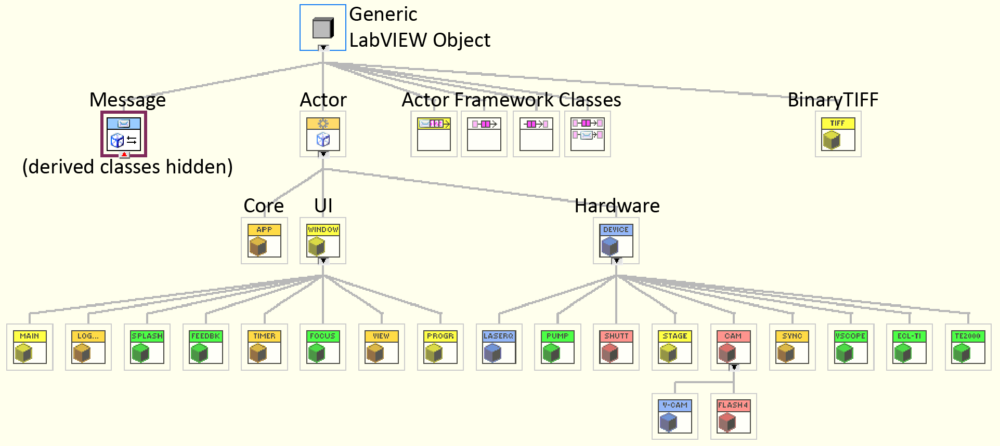 Generic
LabVIEW Object
Message
Actor
Actor Framework Classes
BinaryTIFF
TIFF
(derived classes hidden)
Core
UI
Hardware
APP
WINDOW
DEVICE
MAIN
LOG...
SPLASH
FEEDBK
TIMER
FOCUS
VIEW
PROGR
LASERQ
PUMP
SHUTT
STAGE
CAM
SYNC
VSCOPE
ECL-TI
TE2000
V-CAM
FLASH4